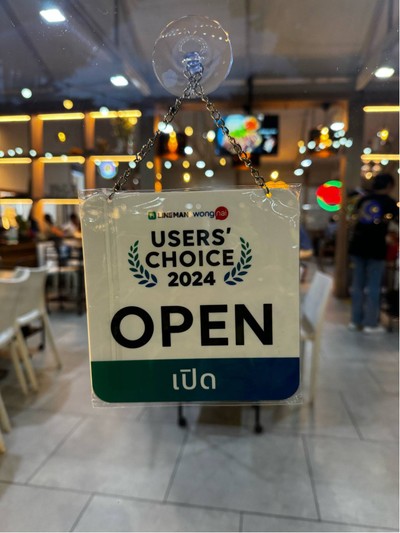 LINEMAN wongnai
USERS'
CHOICE
2024
OPEN
เปิด